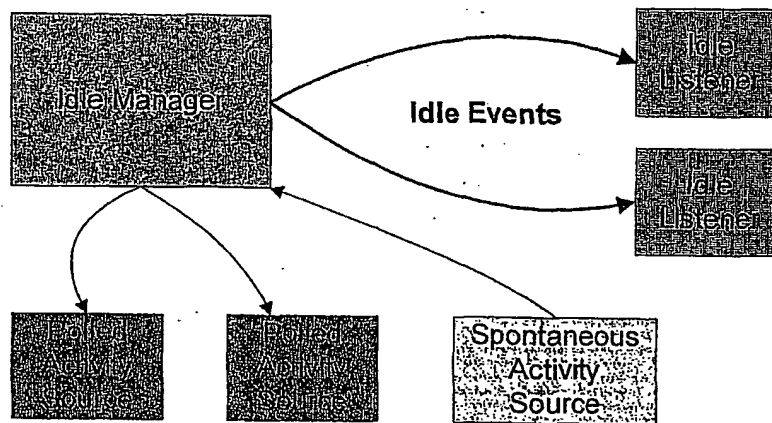 Idle Manager
Idle
Listener
Idle Events
Idle
Listener
Polled
Activity
Source
Polled
Activity
Source
Spontaneous
Activity
Source